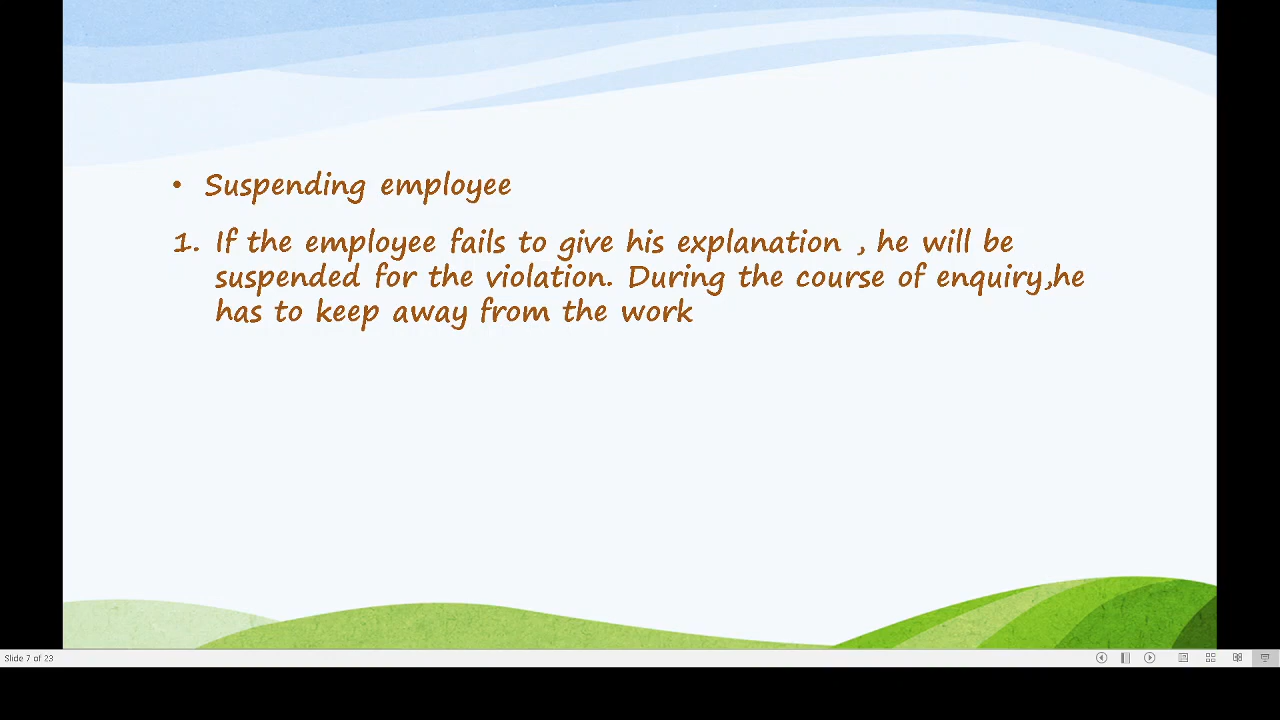 • Suspending employee
1. If the employee fails to give his explanation , he will be
suspended for the violation. During the course of enquiry,he
has to keep away from the work
Slide 7 of 23